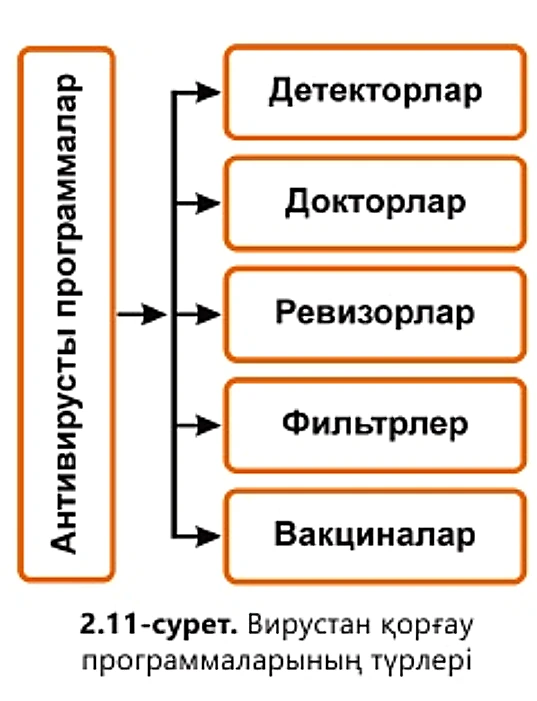 Антивирусты программалар
Детекторлар
Докторлар
Ревизорлар
Фильтрлер
Вакциналар
2.11-сурет. Вирустан қорғау
программаларының түрлері